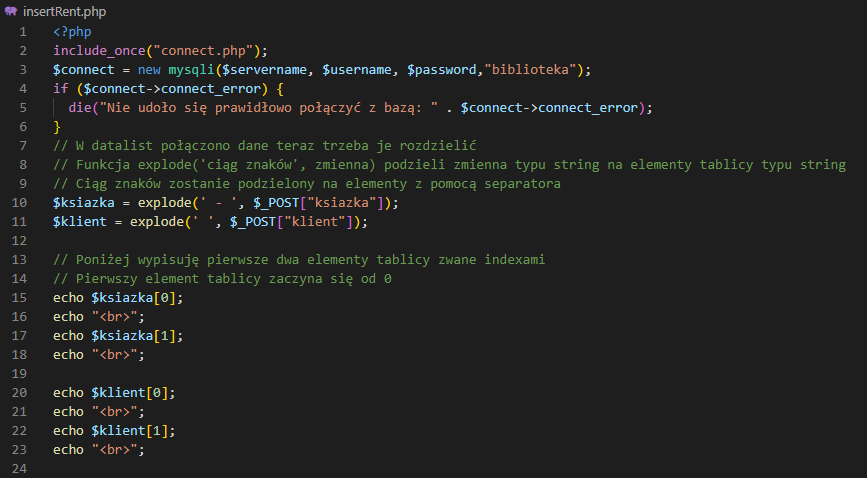 insertRent.php
1 <?php
2 include_once("connect.php");
3 $connect = new mysqli($servername, $username, $password,"biblioteka");
4 if ($connect->connect_error) {
5 die("Nie udoło się prawidłowo połączyć z bazą: " . $connect->connect_error);
6 }
7 // W datalist połączono dane teraz trzeba je rozdzielić
8 // Funkcja explode('ciąg znaków', zmienna) podzieli zmienna typu string na elementy tablicy typu string
9 // Ciąg znaków zostanie podzielony na elementy z pomocą separatora
10 $ksiazka = explode(' - ', $_POST["ksiazka"]);
11 $klient = explode(' ', $_POST["klient"]);
12
13 // Poniżej wypisuję pierwsze dwa elementy tablicy zwane indexami
14 // Pierwszy element tablicy zaczyna się od 0
15 echo $ksiazka[0];
16 echo "<br>";
17 echo $ksiazka[1];
18 echo "<br>";
19
20 echo $klient[0];
21 echo "<br>";
22 echo $klient[1];
23 echo "<br>";
24